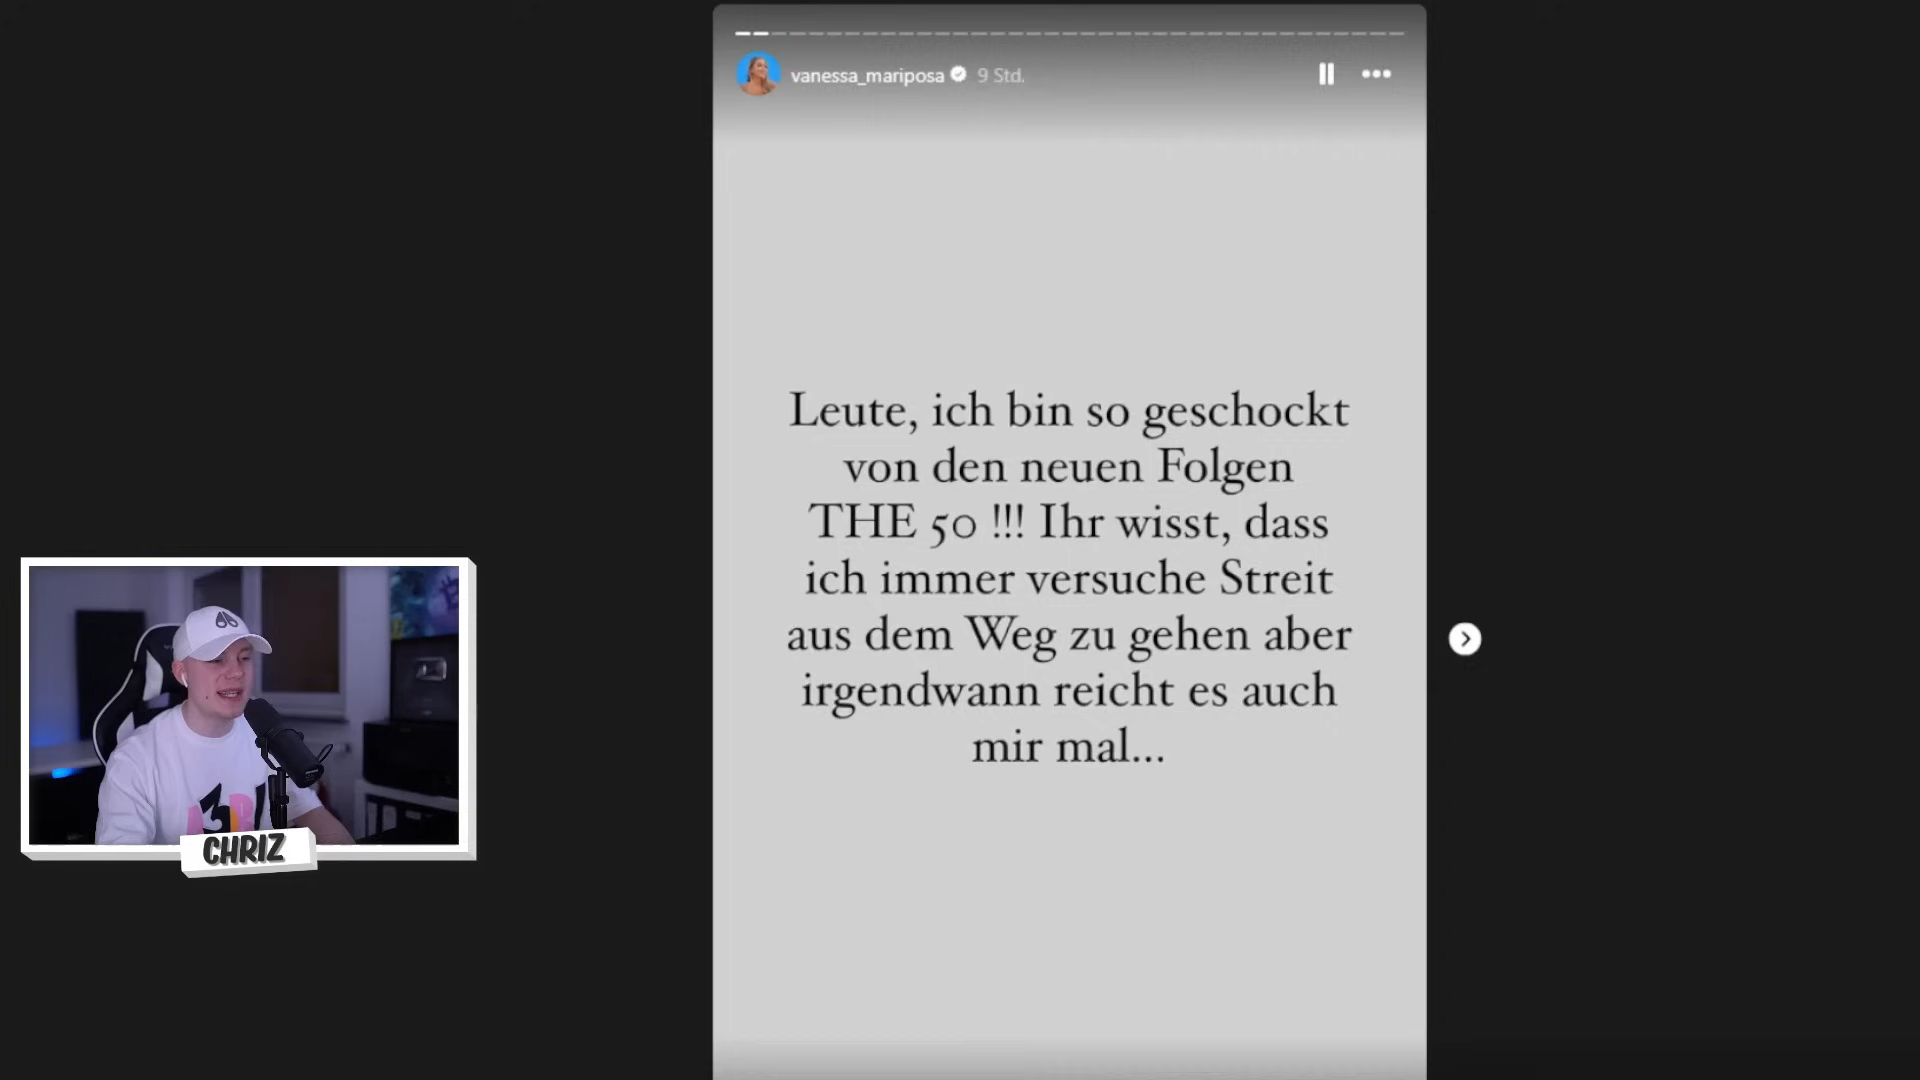 vanessa_mariposa 9 Std.
Leute, ich bin so geschockt
von den neuen Folgen
THE 50 !!! Ihr wisst, dass
ich immer versuche Streit
aus dem Weg zu gehen aber
irgendwann reicht es auch
mir mal...
CHRIZ